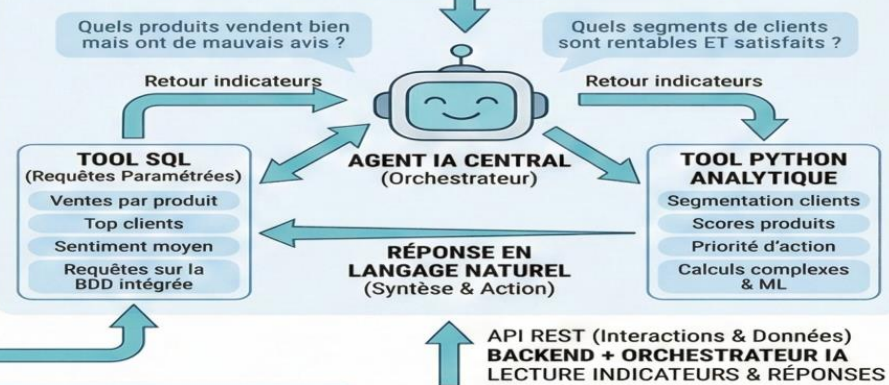 Quels produits vendent bien
mais ont de mauvais avis ?
Quels segments de clients
sont rentables ET satisfaits ?
Retour indicateurs
Retour indicateurs
TOOL SQL
(Requêtes Paramétrées)
Ventes par produit
Top clients
Sentiment moyen
Requêtes sur la
BDD intégrée
AGENT IA CENTRAL
(Orchestrateur)
RÉPONSE EN
LANGAGE NATUREL
(Synthèse & Action)
TOOL PYTHON
ANALYTIQUE
Segmentation clients
Scores produits
Priorité d'action
Calculs complexes
& ML
API REST (Interactions & Données)
BACKEND + ORCHESTRATEUR IA
LECTURE INDICATEURS & RÉPONSES